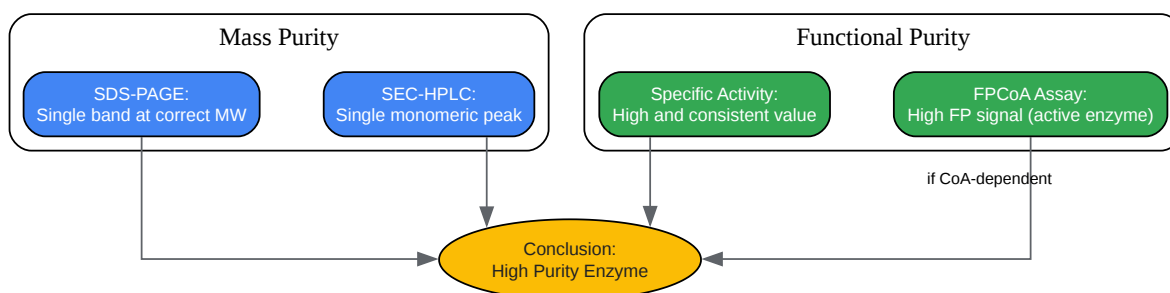 Mass Purity
Functional Purity
SDS-PAGE:
Single band at correct MW
SEC-HPLC:
Single monomeric peak
Specific Activity:
High and consistent value
FPCoA Assay:
High FP signal (active enzyme)
if CoA-dependent
Conclusion:
High Purity Enzyme